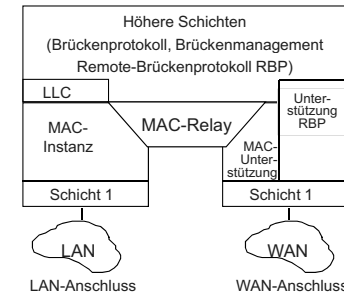 Höhere Schichten
(Brückenprotokoll, Brückenmanagement
Remote-Brückenprotokoll RBP)
LLC
MAC-
Instanz
MAC-Relay
MAC-
Unter-
stützung
Unter-
stützung
RBP
Schicht 1
Schicht 1
LAN
WAN
LAN-Anschluss
WAN-Anschluss